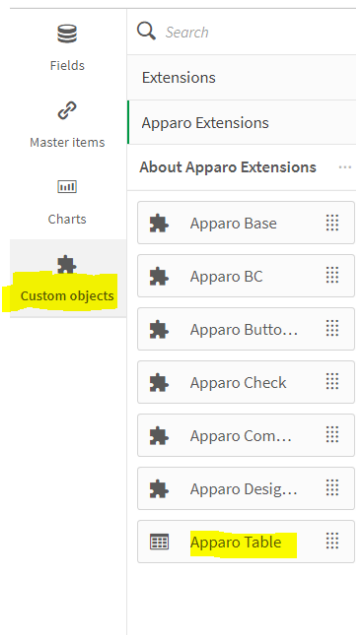 Fields
Master items
Charts
Custom objects
Search
Extensions
Apparo Extensions
About Apparo Extensions ...
Apparo Base
Apparo BC
Apparo Butto...
Apparo Check
Apparo Com...
Apparo Desig...
Apparo Table